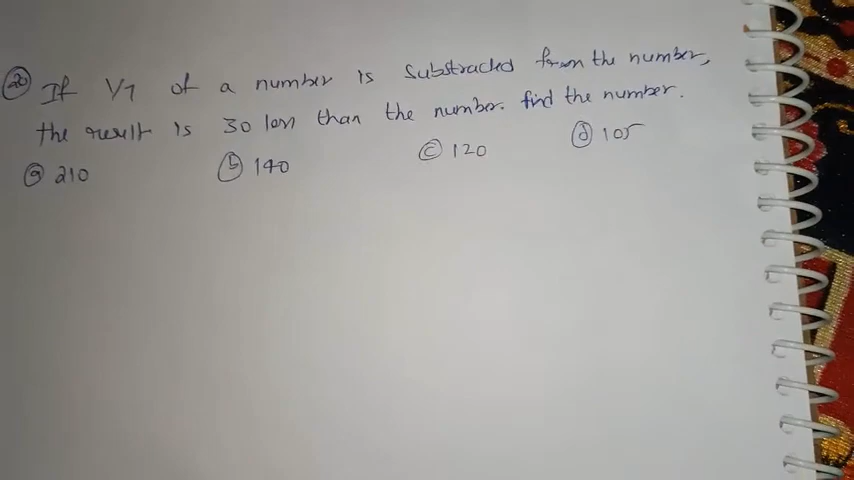 20 If 1/7 of a number is substracted from the number,
the result is 30 less than the number. find the number.
a 210 b 140 c 120 d 105